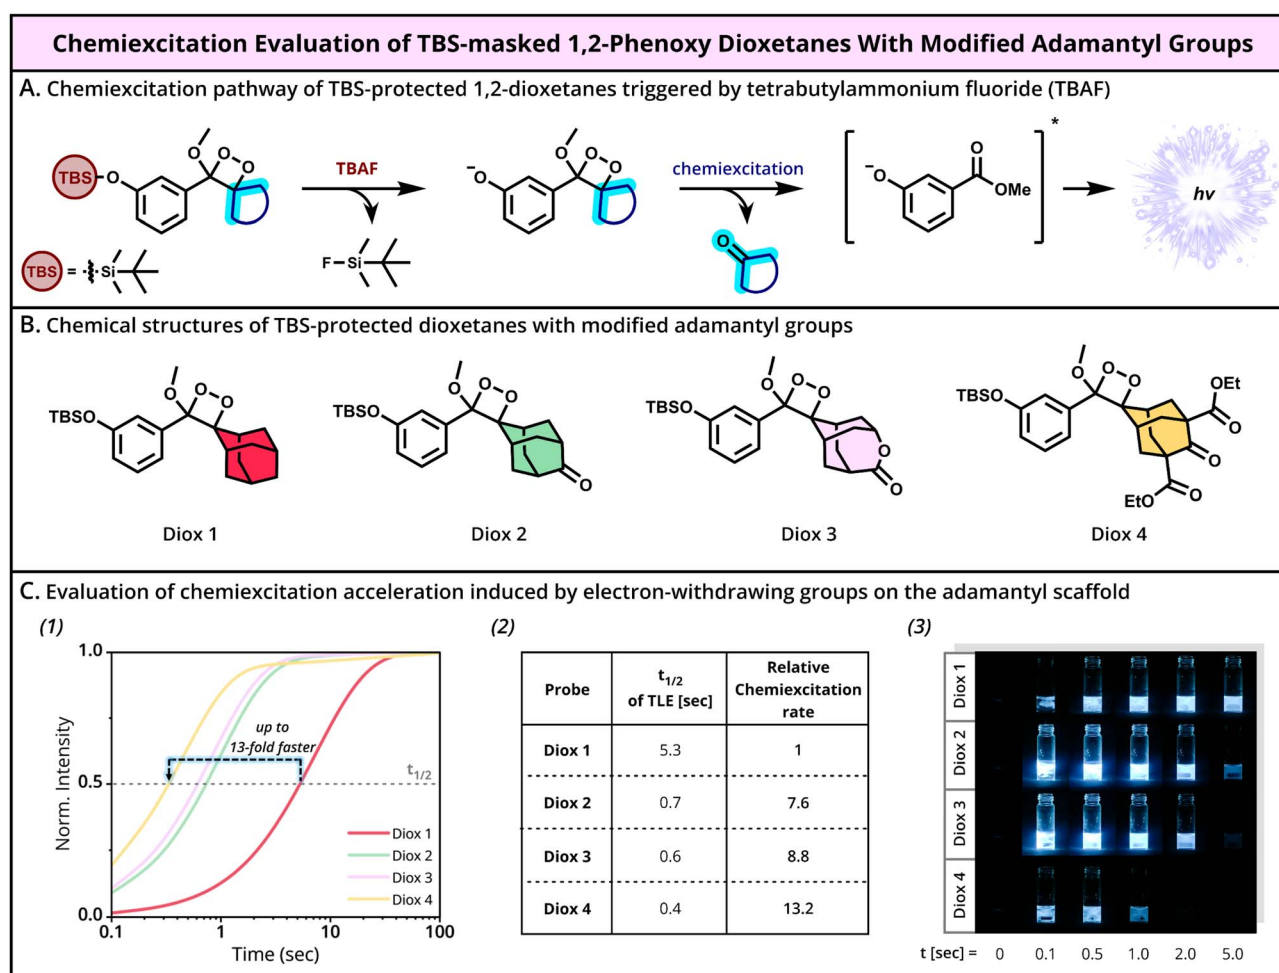 Chemiexcitation Evaluation of TBS-masked 1,2-Phenoxy Dioxetanes With Modified Adamantyl Groups
A. Chemiexcitation pathway of TBS-protected 1,2-dioxetanes triggered by tetrabutylammonium fluoride (TBAF)
TBS
O
O
O
O
TBAF
F
Si
TBS
=
Si
−
O
O
O
O
chemiexcitation
O
−
O
O
OMe
*
hv
B. Chemical structures of TBS-protected dioxetanes with modified adamantyl groups
TBSO
O
O
O
Diox 1
TBSO
O
O
O
O
Diox 2
TBSO
O
O
O
O
O
Diox 3
TBSO
O
O
O
OEt
O
O
EtO
O
Diox 4
C. Evaluation of chemiexcitation acceleration induced by electron-withdrawing groups on the adamantyl scaffold
(1)
Norm. Intensity
1.0
0.5
0.0
up to
13-fold faster
t1/2
Diox 1
Diox 2
Diox 3
Diox 4
0.1 1 10 100
Time (sec)
(2)
Probe
t1/2
of TLE [sec]
Relative
Chemiexcitation
rate
Diox 1 5.3 1
Diox 2 0.7 7.6
Diox 3 0.6 8.8
Diox 4 0.4 13.2
(3)
Diox 1
Diox 2
Diox 3
Diox 4
t [sec] = 0 0.1 0.5 1.0 2.0 5.0